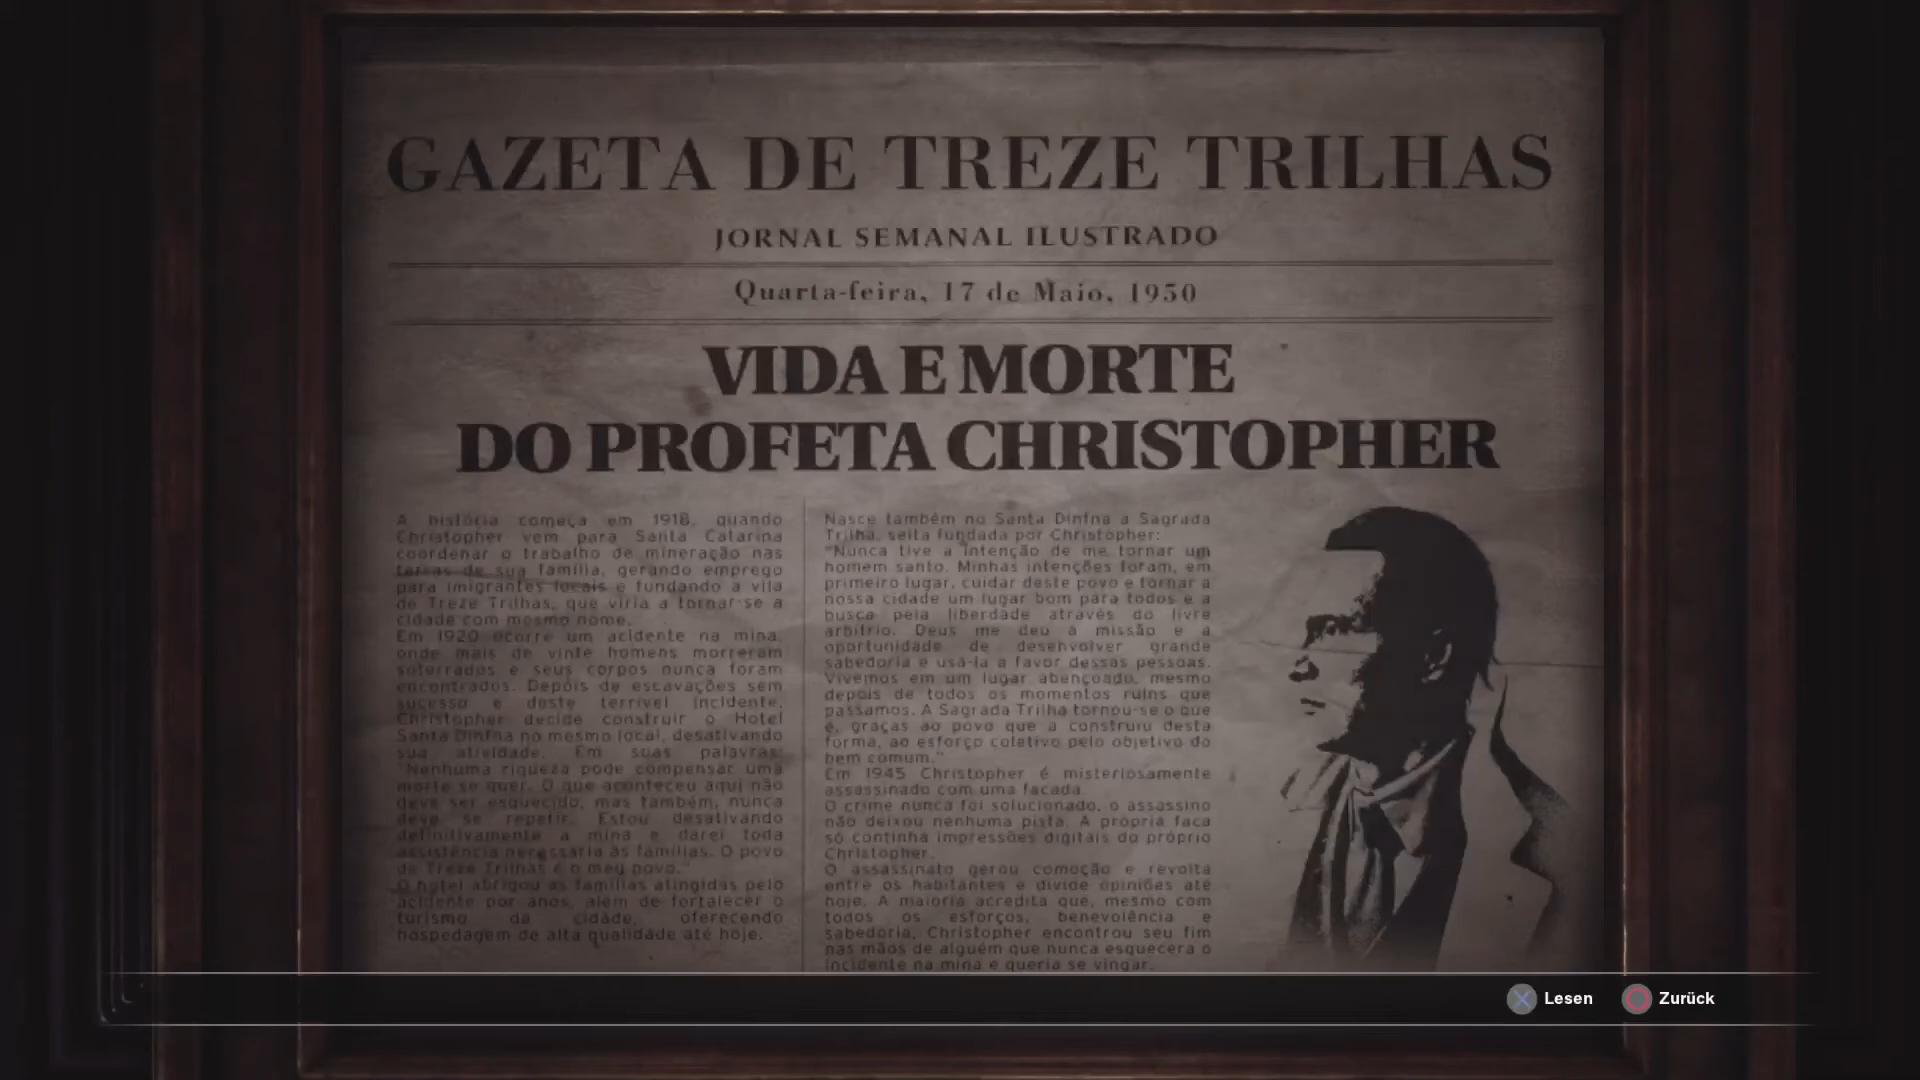 GAZETA DE TREZE TRILHAS
JORNAL SEMANAL ILUSTRADO
Quarta-feira, 17 de Maio, 1950
VIDA E MORTE
DO PROFETA CHRISTOPHER
A história começa em 1918, quando
Christopher vem para Santa Catarina
coordenar o trabalho de mineração nas
terras de sua família, gerando emprego
para imigrantes locais e fundando a vila
de Treze Trilhas, que viria a tornar-se a
cidade com mesmo nome.
Em 1920 ocorre um acidente na mina,
onde mais de vinte homens morreram
soterrados e seus corpos nunca foram
encontrados. Depois de escavações sem
sucesso e deste terrível incidente,
Christopher decide construir o Hotel
Santa Dinfna no mesmo local, desativando
sua atividade. Em suas palavras:
"Nenhuma riqueza pode compensar uma
morte se quer. O que aconteceu aqui não
deve ser esquecido, mas também, nunca
deve se repetir. Estou desativando
definitivamente a mina e darei toda
assistência necessária às famílias. O povo
de Treze Trilhas é o meu povo."
O hotel abrigou as famílias atingidas pelo
acidente por anos, além de fortalecer o
turismo da cidade, oferecendo
hospedagem de alta qualidade até hoje.
Nasce também no Santa Dinfna a Sagrada
Trilha, seita fundada por Christopher:
"Nunca tive a intenção de me tornar um
homem santo. Minhas intenções foram, em
primeiro lugar, cuidar deste povo e tornar a
nossa cidade um lugar bom para todos e a
busca pela liberdade através do livre
arbítrio. Deus me deu a missão e a
oportunidade de desenvolver grande
sabedoria e usá-la a favor dessas pessoas.
Vivemos em um lugar abençoado, mesmo
depois de todos os momentos ruins que
passamos. A Sagrada Trilha tornou-se o que
é, graças ao povo que a construiu desta
forma, ao esforço coletivo pelo objetivo do
bem comum."
Em 1945 Christopher é misteriosamente
assassinado com uma facada.
O crime nunca foi solucionado, o assassino
não deixou nenhuma pista. A própria faca
só continha impressões digitais do próprio
Christopher.
O assassinato gerou comoção e revolta
entre os habitantes e divide opiniões até
hoje. A maioria acredita que, mesmo com
todos os esforços, benevolência e
sabedoria, Christopher encontrou seu fim
nas mãos de alguém que nunca esquecera o
incidente na mina e queria se vingar.
Lesen
Zurück